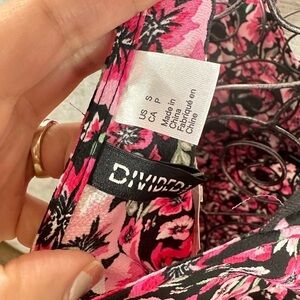 US S
CA P
Made in
China
Fabriqué en
Chine
DIVIDED